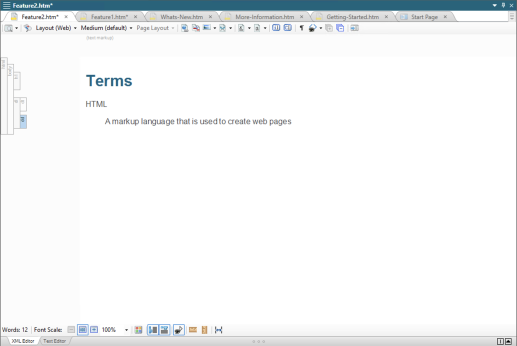 Feature2.htm*
Feature2.htm*
Feature1.htm*
Whats-New.htm
More-Information.htm
Getting-Started.htm
Start Page
Layout (Web)
Medium (default)
Page Layout
Terms
HTML
A markup language that is used to create web pages
Words: 12
Font Scale:
100%
XML Editor
Text Editor